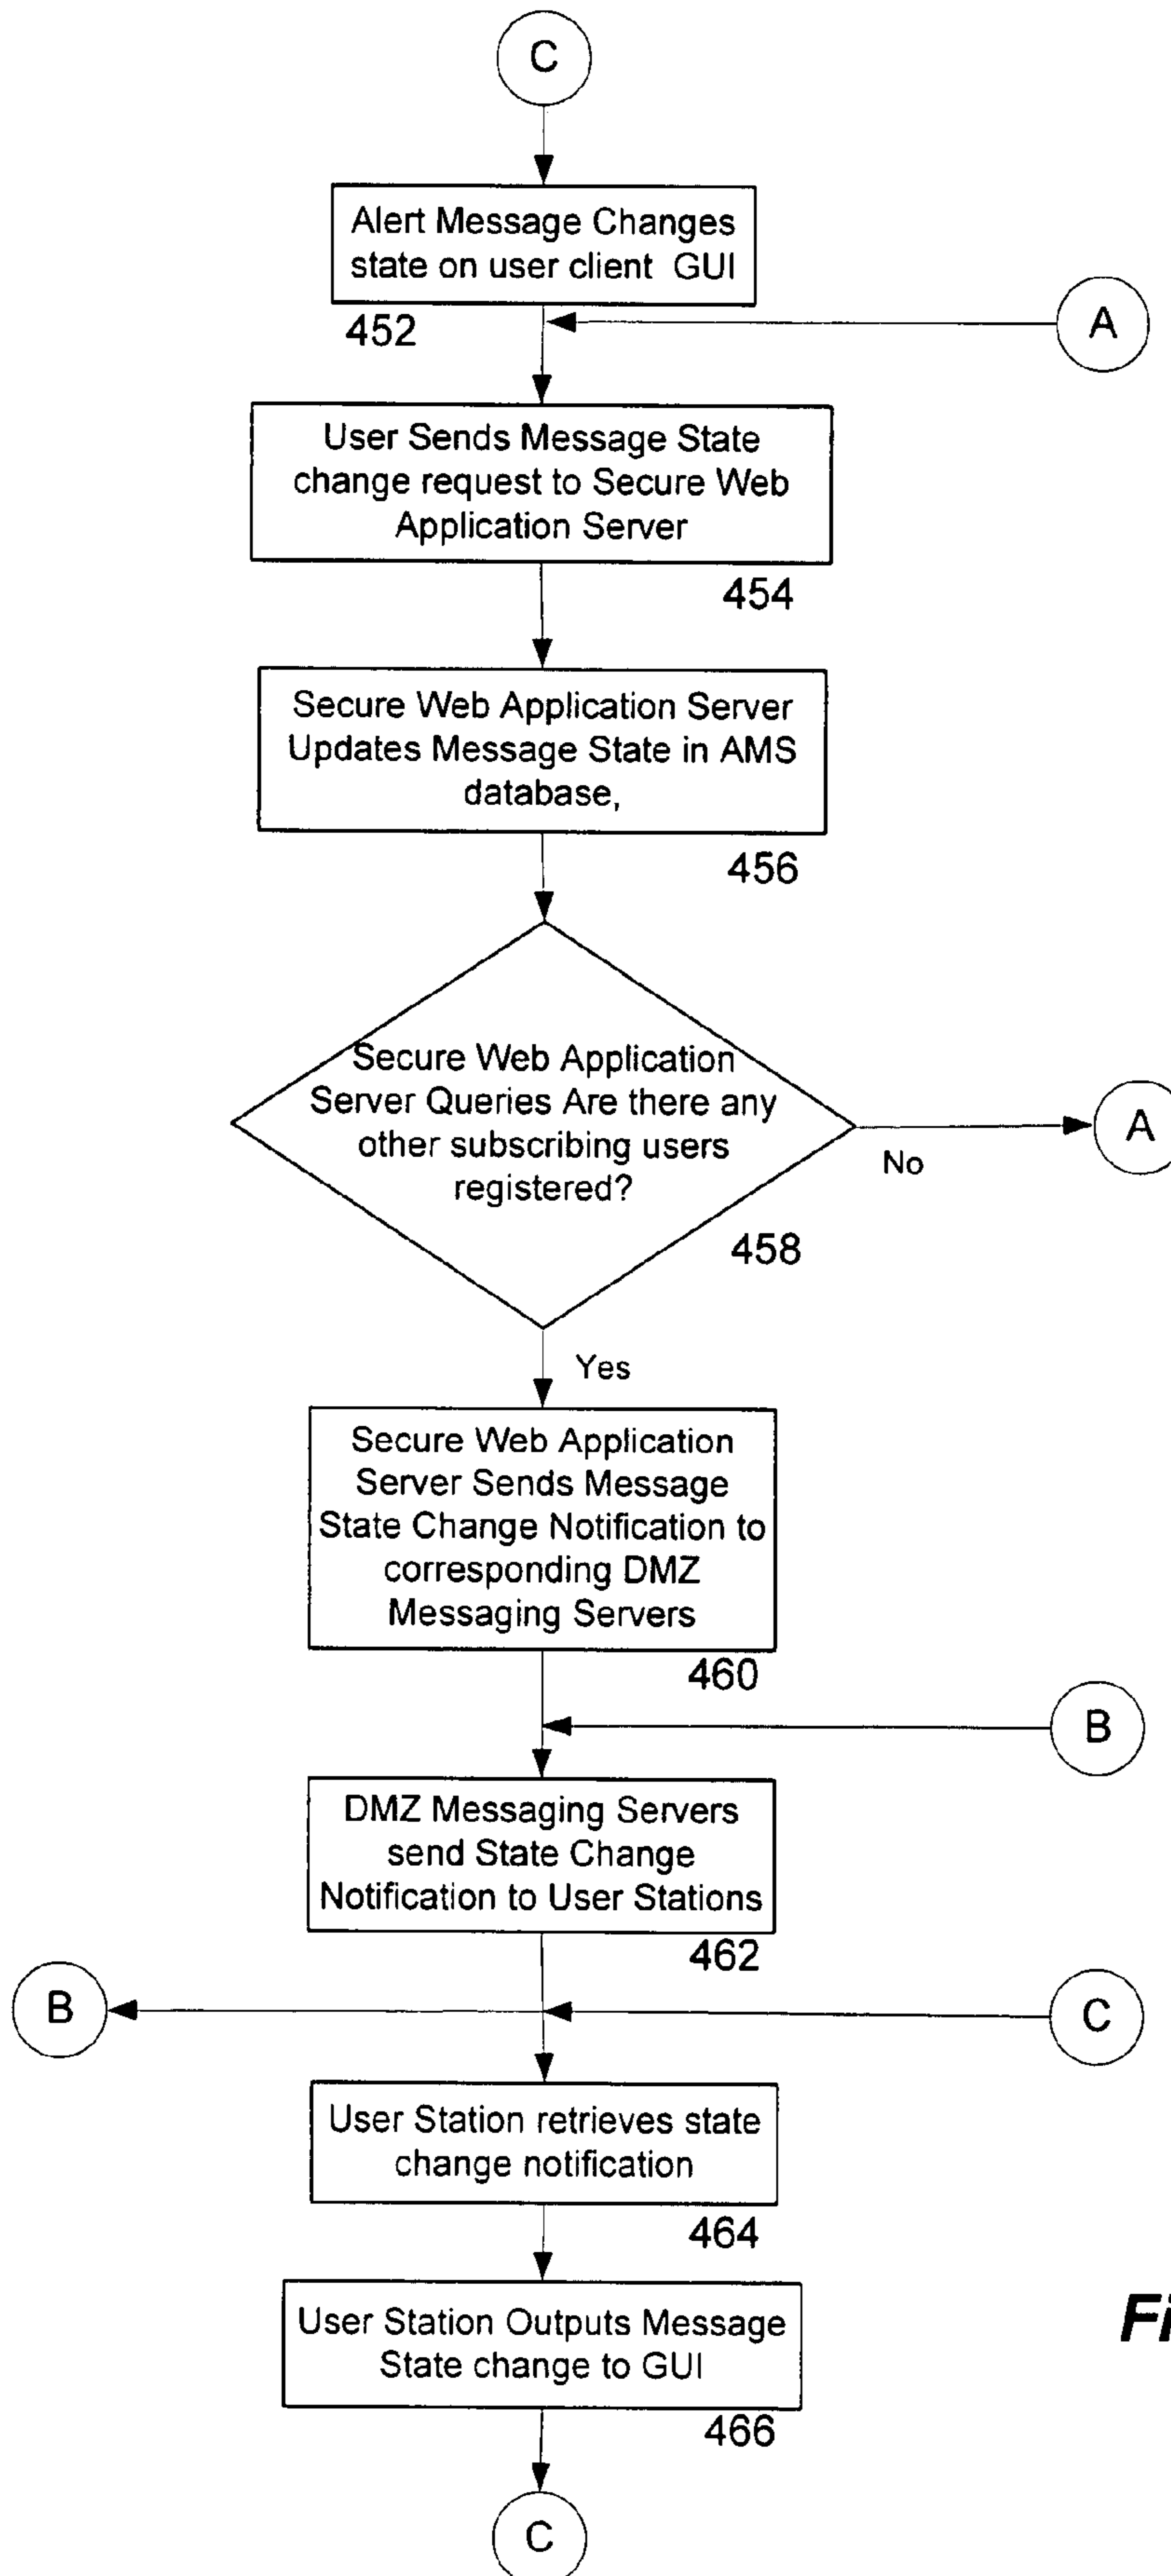 C
Alert Message Changes
state on user client GUI
452
A
User Sends Message State
change request to Secure Web
Application Server
454
Secure Web Application Server
Updates Message State in AMS
database,
456
Secure Web Application
Server Queries Are there any
other subscribing users
registered?
A
No
458
Yes
Secure Web Application
Server Sends Message
State Change Notification to
corresponding DMZ
Messaging Servers
460
B
DMZ Messaging Servers
send State Change
Notification to User Stations
462
B
C
User Station retrieves state
change notification
464
User Station Outputs Message
State change to GUI
466
C